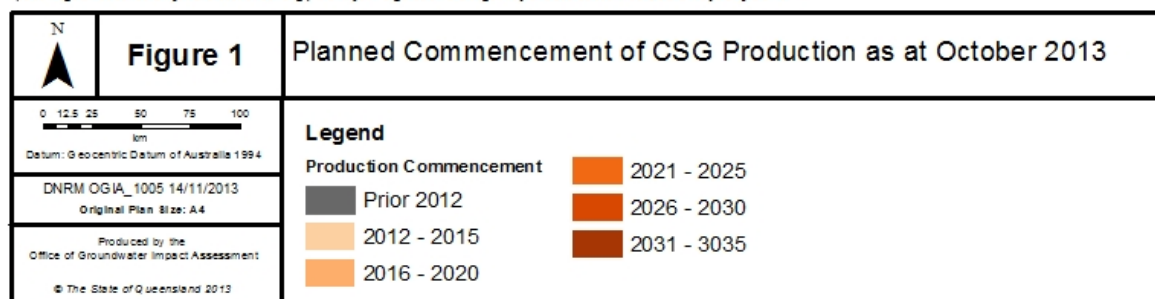 N
Figure 1
Planned Commencement of CSG Production as at October 2013
0 12.5 25 50 75 100
km
Datum: Geocentric Datum of Australia 1994
DNRM OGIA_1005 14/11/2013
Original Plan Size: A4
Produced by the
Office of Groundwater Impact Assessment
© The State of Queensland 2013
Legend
Production Commencement
Prior 2012
2012 - 2015
2016 - 2020
2021 - 2025
2026 - 2030
2031 - 3035